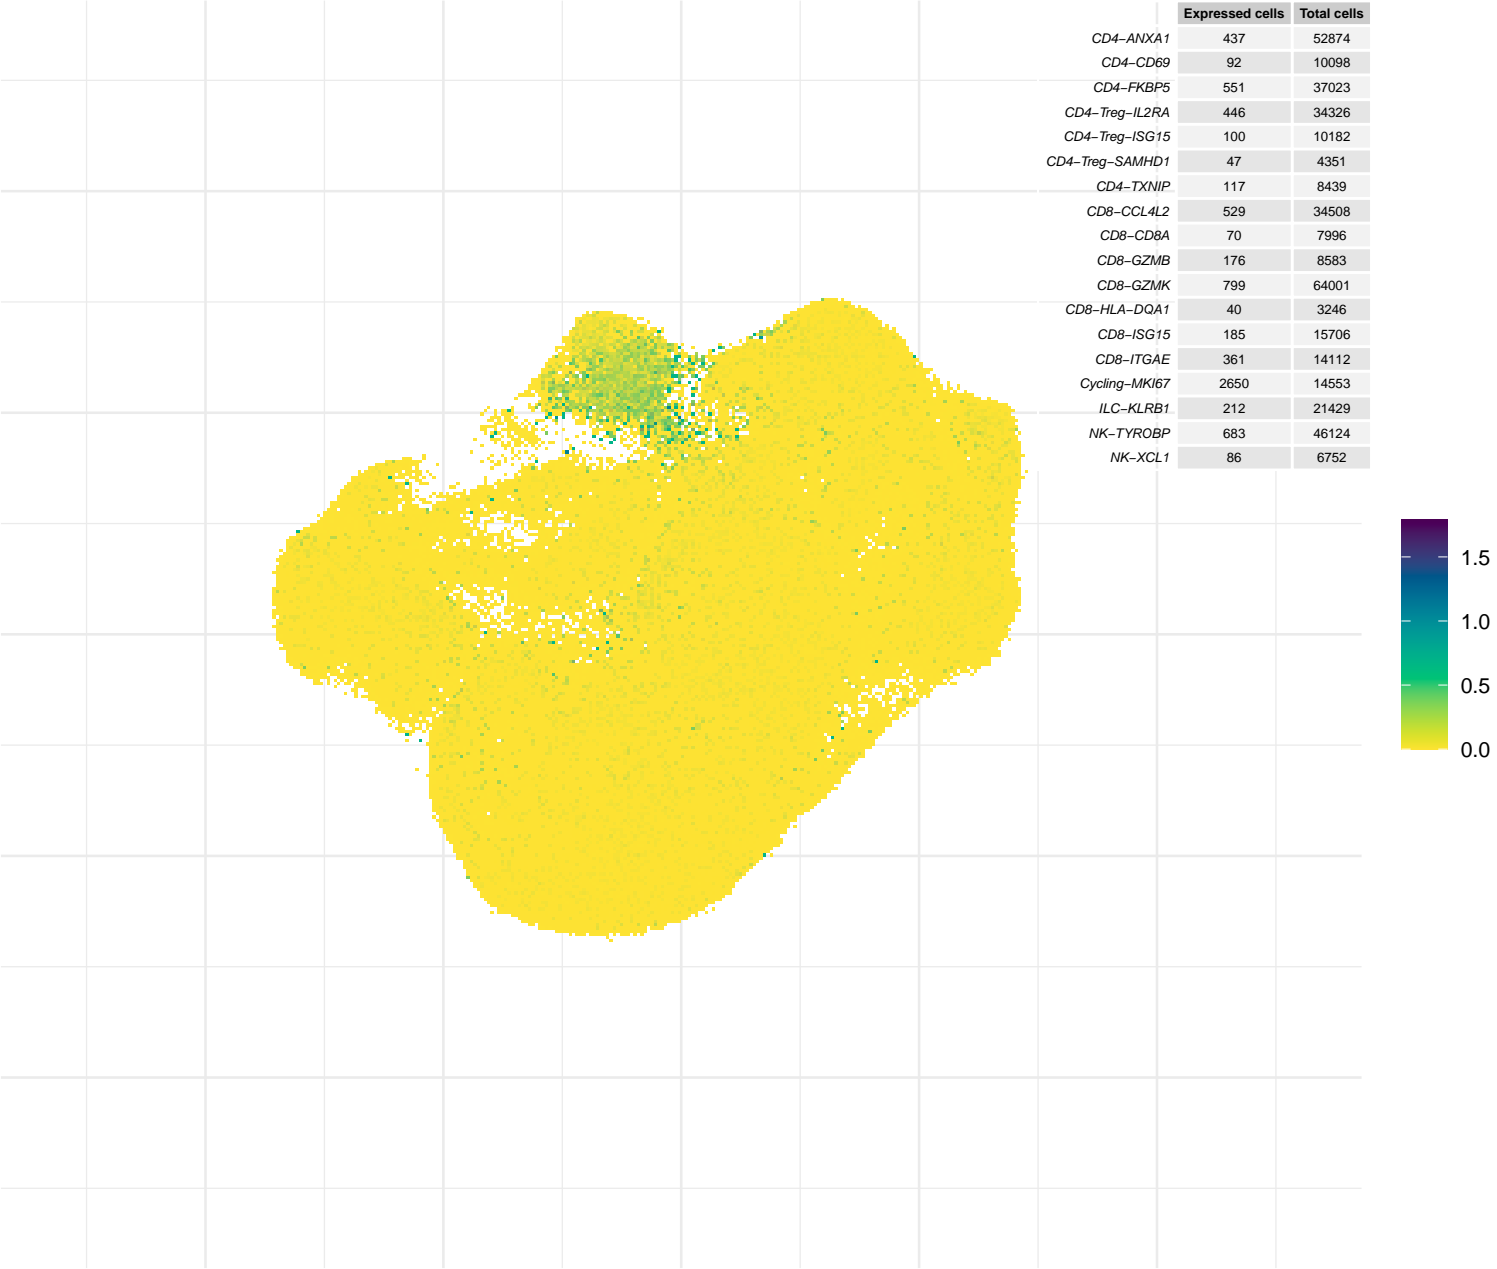 Expressed cells Total cells
CD4−ANXA1 437 52874
CD4−CD69 92 10098
CD4−FKBP5 551 37023
CD4−Treg−IL2RA 446 34326
CD4−Treg−ISG15 100 10182
CD4−Treg−SAMHD1 47 4351
CD4−TXNIP 117 8439
CD8−CCL4L2 529 34508
CD8−CD8A 70 7996
CD8−GZMB 176 8583
CD8−GZMK 799 64001
CD8−HLA−DQA1 40 3246
CD8−ISG15 185 15706
CD8−ITGAE 361 14112
Cycling−MKI67 2650 14553
ILC−KLRB1 212 21429
NK−TYROBP 683 46124
NK−XCL1 86 6752
1.5
1.0
0.5
0.0